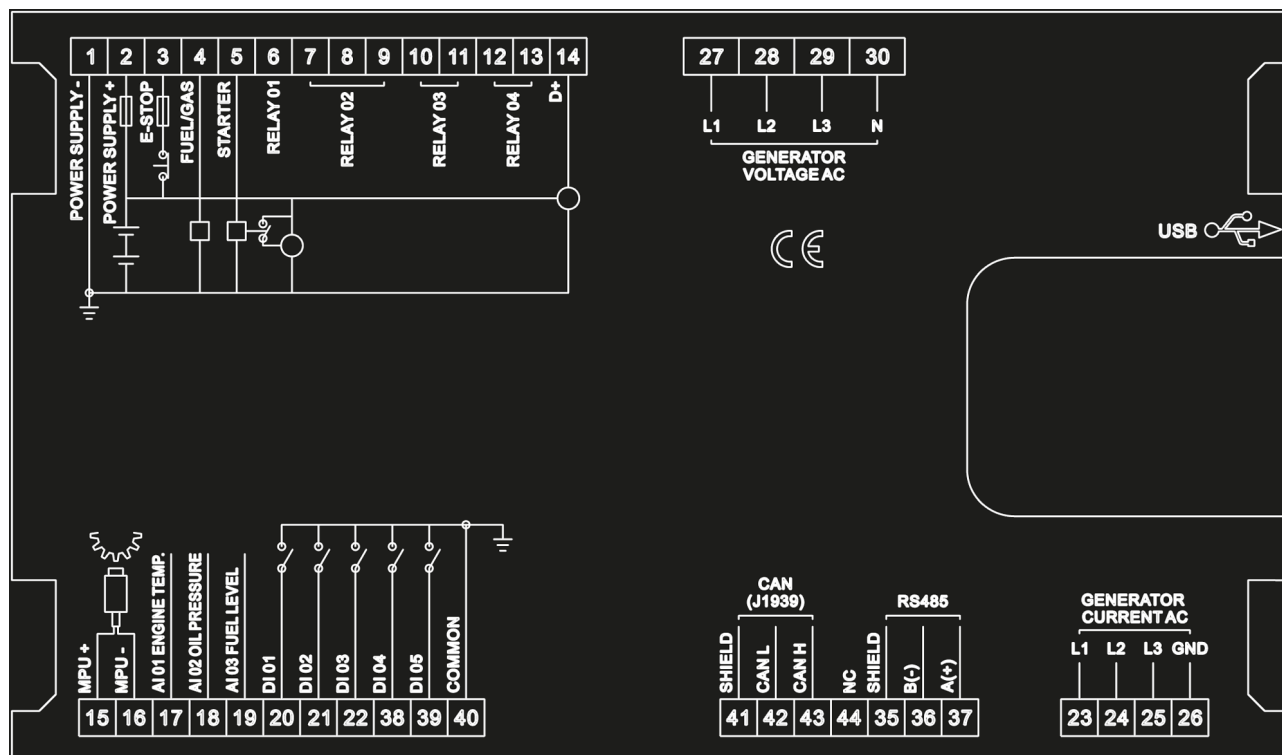 1 2 3 4 5 6 7 8 9 10 11 12 13 14
POWER SUPPLY -
POWER SUPPLY +
E-STOP
FUEL/GAS
STARTER
RELAY 01
RELAY 02
RELAY 03
RELAY 04
D+
27 28 29 30
L1 L2 L3 N
GENERATOR
VOLTAGE AC
CE
USB
MPU +
MPU -
AI 01 ENGINE TEMP.
AI 02 OIL PRESSURE
AI 03 FUEL LEVEL
DI 01
DI 02
DI 03
DI 04
DI 05
COMMON
15 16 17 18 19 20 21 22 38 39 40
CAN
(J1939)
RS485
SHIELD
CAN L
CAN H
NC
SHIELD
B(-)
A(+)
41 42 43 44 35 36 37
GENERATOR
CURRENT AC
L1 L2 L3 GND
23 24 25 26